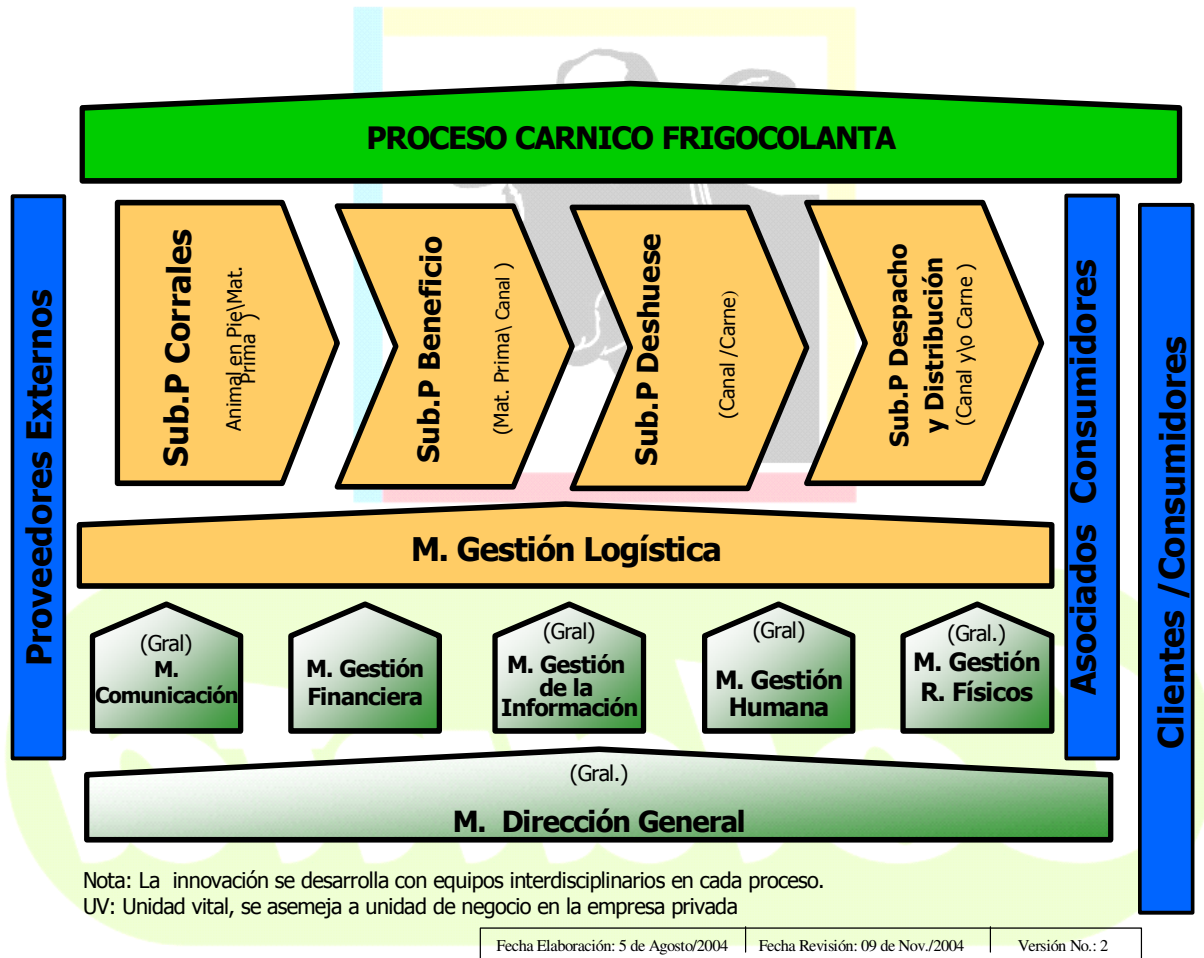 PROCESO CARNICO FRIGOCOLANTA
Proveedores Externos
Sub.P Corrales
Animal en Pie\Mat.
Prima )
Sub.P Beneficio
(Mat. Prima\ Canal )
Sub.P Deshuese
(Canal /Carne)
Sub.P Despacho
y Distribución
(Canal y\o Carne )
Asociados Consumidores
Clientes /Consumidores
M. Gestión Logística
(Gral)
M.
Comunicación
M. Gestión
Financiera
(Gral)
M. Gestión
de la
Información
(Gral)
M. Gestión
Humana
(Gral.)
M. Gestión
R. Físicos
(Gral.)
M. Dirección General
Nota: La innovación se desarrolla con equipos interdisciplinarios en cada proceso.
UV: Unidad vital, se asemeja a unidad de negocio en la empresa privada
Fecha Elaboración: 5 de Agosto/2004 Fecha Revisión: 09 de Nov./2004 Versión No.: 2